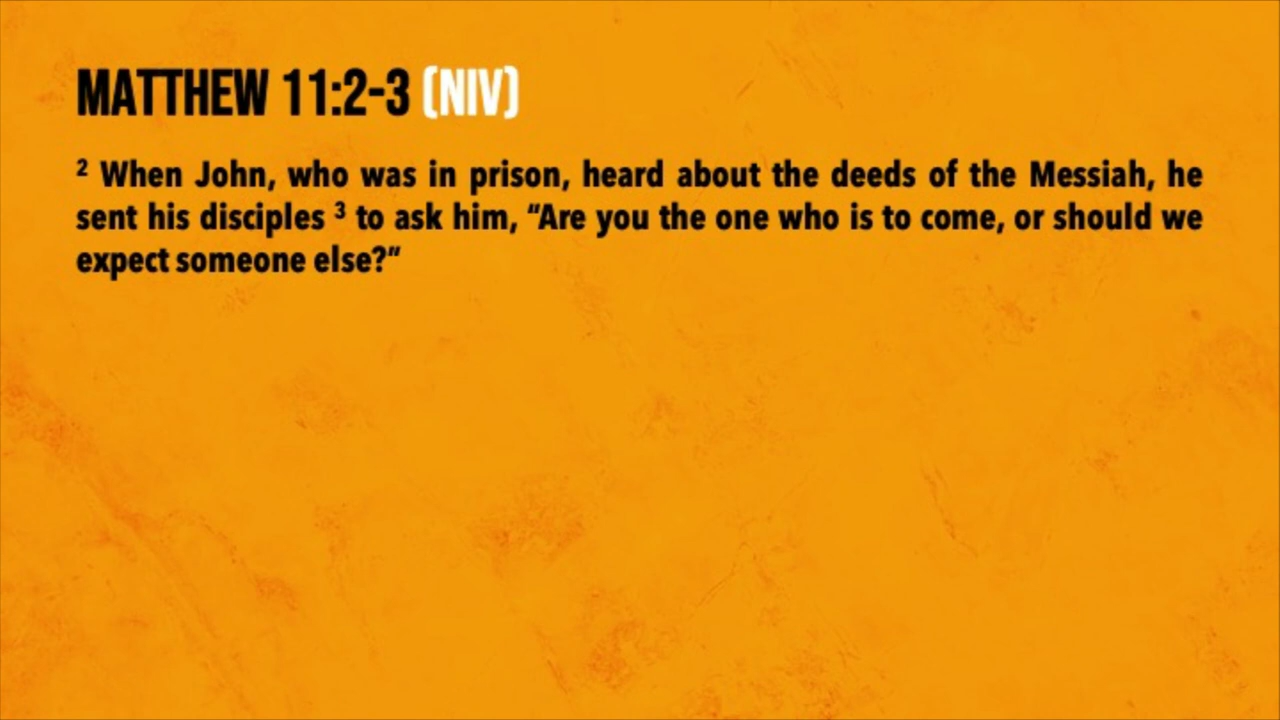 MATTHEW 11:2-3 (NIV)
² When John, who was in prison, heard about the deeds of the Messiah, he
sent his disciples ³ to ask him, “Are you the one who is to come, or should we
expect someone else?”